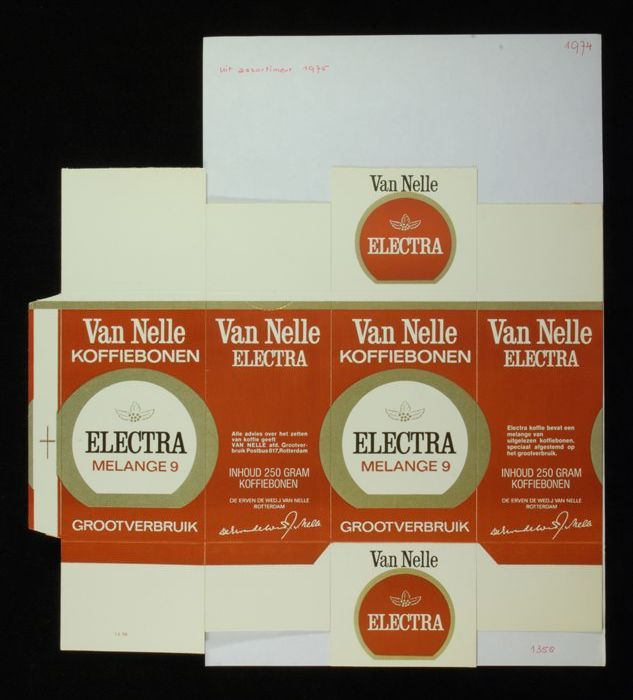 1974
uit assortiment 1975
Van Nelle
ELECTRA
Van Nelle
KOFFIEBONEN
ELECTRA
MELANGE 9
GROOTVERBRUIK
Van Nelle
ELECTRA
Alle advies over het zetten
van koffie geeft
VAN NELLE afd. Grootver-
bruik Postbus 817, Rotterdam
INHOUD 250 GRAM
KOFFIEBONEN
DE ERVEN DE WED. J. VAN NELLE
ROTTERDAM
Van Nelle
KOFFIEBONEN
ELECTRA
MELANGE 9
GROOTVERBRUIK
Van Nelle
ELECTRA
Electra koffie bevat een
melange van
uitgelezen koffiebonen,
speciaal afgestemd op
het grootverbruik.
INHOUD 250 GRAM
KOFFIEBONEN
DE ERVEN DE WED. J. VAN NELLE
ROTTERDAM
Van Nelle
ELECTRA
1350